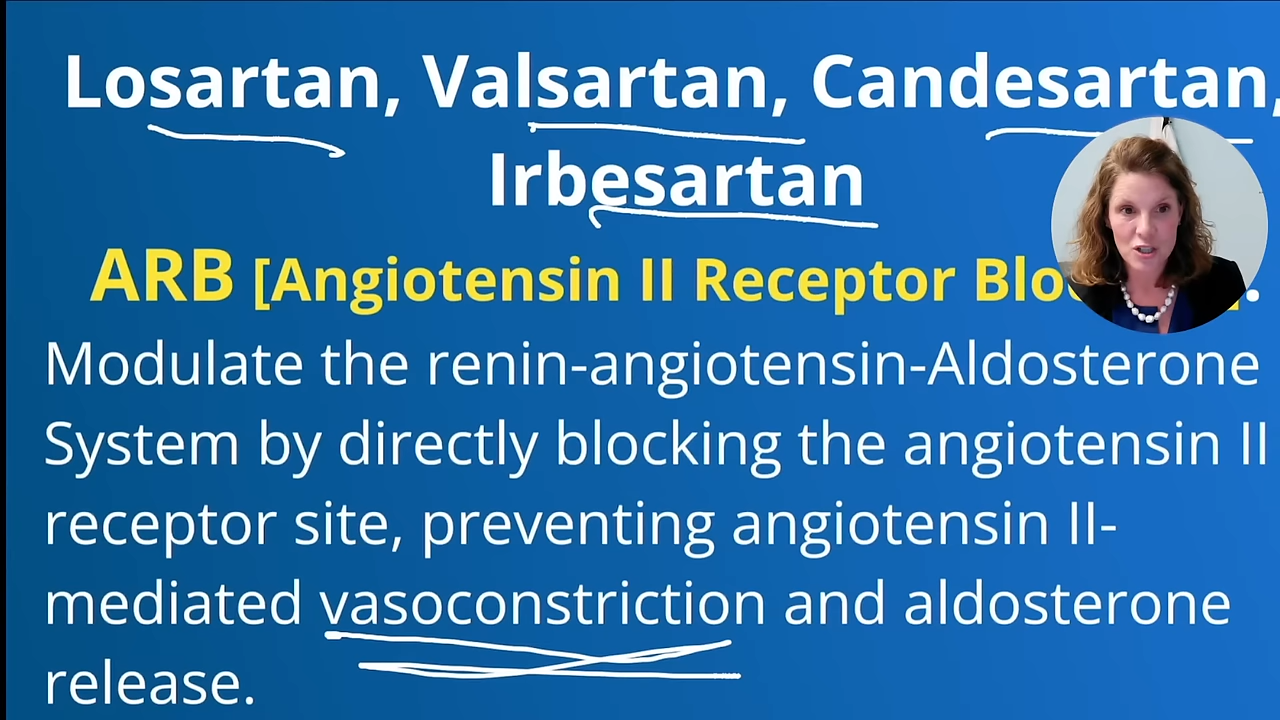 Losartan, Valsartan, Candesartan,
Irbesartan
ARB [Angiotensin II Receptor
Modulate the renin-angiotensin-Aldosterone
System by directly blocking the angiotensin II
receptor site, preventing angiotensin II-
mediated vasoconstriction and aldosterone
release.